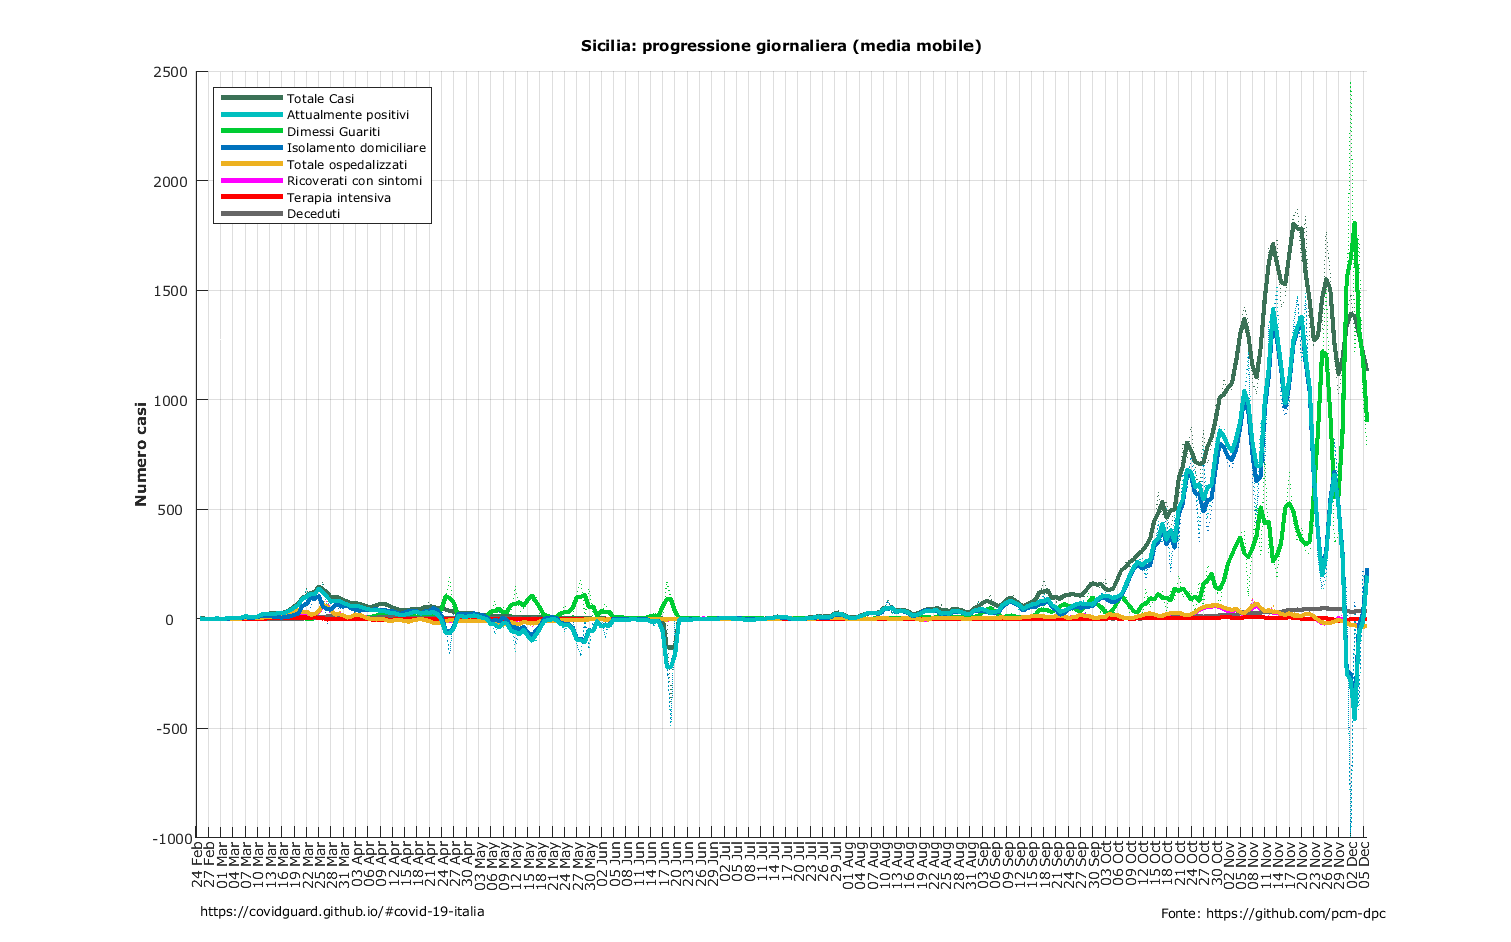 Sicilia: progressione giornaliera (media mobile)
2500
2000
1500
1000
500
0
-500
-1000
Numero casi
Totale Casi
Attualmente positivi
Dimessi Guariti
Isolamento domiciliare
Totale ospedalizzati
Ricoverati con sintomi
Terapia intensiva
Deceduti
24 Feb
27 Feb
01 Mar
04 Mar
07 Mar
10 Mar
13 Mar
16 Mar
19 Mar
22 Mar
25 Mar
28 Mar
31 Mar
03 Apr
06 Apr
09 Apr
12 Apr
15 Apr
18 Apr
21 Apr
24 Apr
27 Apr
30 Apr
03 May
06 May
09 May
12 May
15 May
18 May
21 May
24 May
27 May
30 May
02 Jun
05 Jun
08 Jun
11 Jun
14 Jun
17 Jun
20 Jun
23 Jun
26 Jun
29 Jun
02 Jul
05 Jul
08 Jul
11 Jul
14 Jul
17 Jul
20 Jul
23 Jul
26 Jul
29 Jul
01 Aug
04 Aug
07 Aug
10 Aug
13 Aug
16 Aug
19 Aug
22 Aug
25 Aug
28 Aug
31 Aug
03 Sep
06 Sep
09 Sep
12 Sep
15 Sep
18 Sep
21 Sep
24 Sep
27 Sep
30 Sep
03 Oct
06 Oct
09 Oct
12 Oct
15 Oct
18 Oct
21 Oct
24 Oct
27 Oct
30 Oct
02 Nov
05 Nov
08 Nov
11 Nov
14 Nov
17 Nov
20 Nov
23 Nov
26 Nov
29 Nov
02 Dec
05 Dec
https://covidguard.github.io/#covid-19-italia
Fonte: https://github.com/pcm-dpc